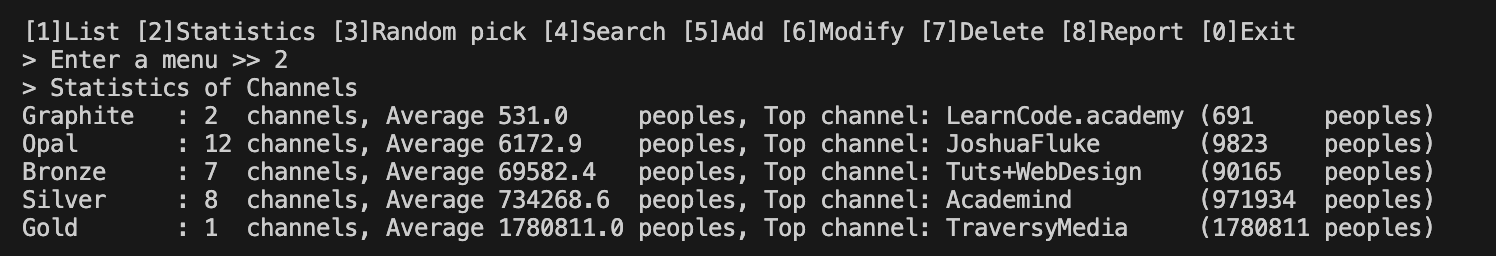 [1]List [2]Statistics [3]Random pick [4]Search [5]Add [6]Modify [7]Delete [8]Report [0]Exit
> Enter a menu >> 2
> Statistics of Channels
Graphite   : 2  channels, Average 531.0     peoples, Top channel: LearnCode.academy (691     peoples)
Opal       : 12 channels, Average 6172.9    peoples, Top channel: JoshuaFluke       (9823    peoples)
Bronze     : 7  channels, Average 69582.4   peoples, Top channel: Tuts+WebDesign    (90165   peoples)
Silver     : 8  channels, Average 734268.6  peoples, Top channel: Academind         (971934  peoples)
Gold       : 1  channels, Average 1780811.0 peoples, Top channel: TraversyMedia     (1780811 peoples)